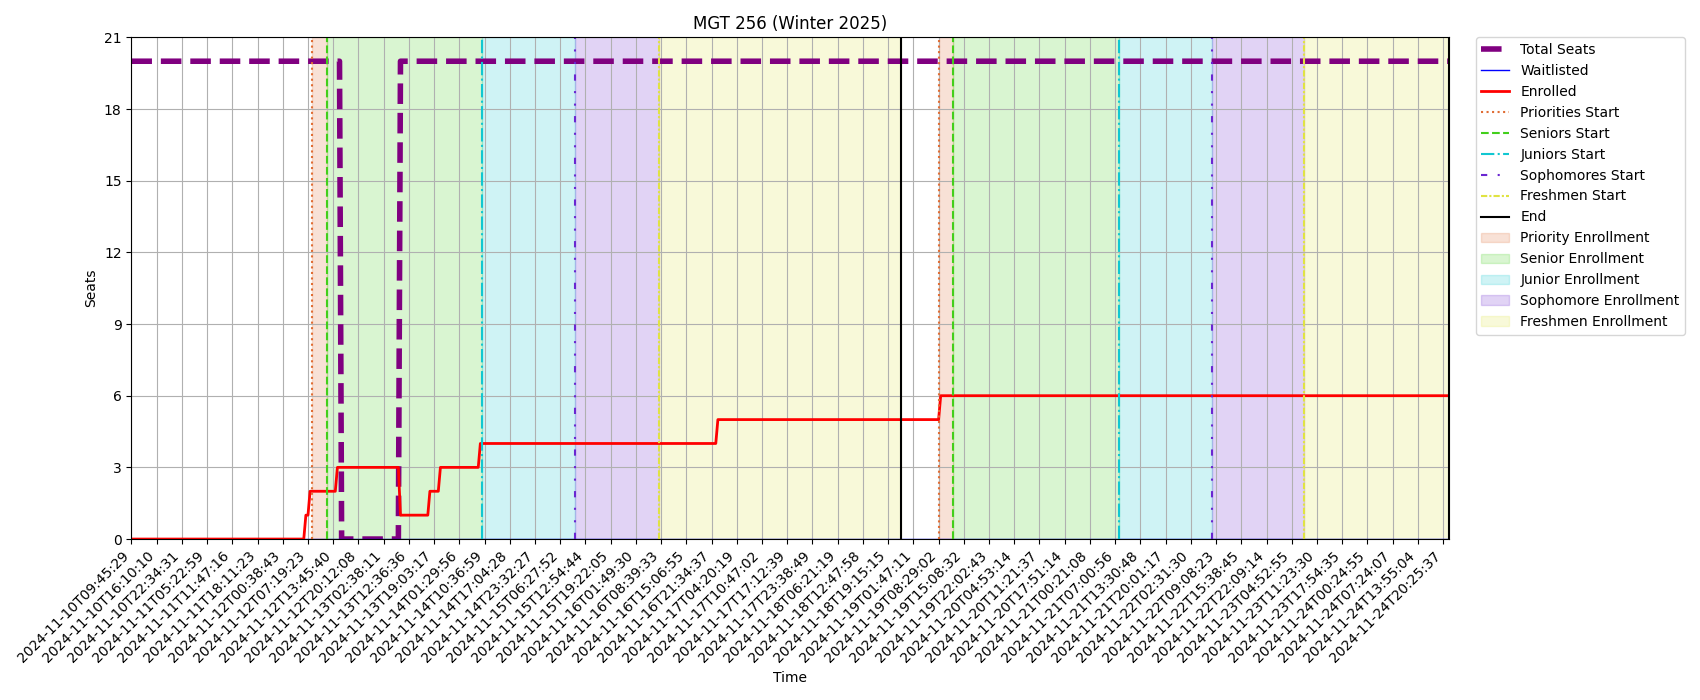 MGT 256 (Winter 2025)
21
18
15
12
9
6
3
0
Seats
2024-11-10T09:45:29
2024-11-10T16:10:10
2024-11-10T22:34:31
2024-11-11T05:22:59
2024-11-11T11:47:16
2024-11-11T18:11:23
2024-11-12T00:38:43
2024-11-12T07:19:23
2024-11-12T13:45:40
2024-11-12T20:12:08
2024-11-13T02:38:11
2024-11-13T12:36:36
2024-11-13T19:03:17
2024-11-14T01:29:56
2024-11-14T10:36:59
2024-11-14T17:04:28
2024-11-14T23:32:27
2024-11-15T06:27:52
2024-11-15T12:54:44
2024-11-15T19:22:05
2024-11-16T01:49:30
2024-11-16T08:39:33
2024-11-16T15:06:55
2024-11-16T21:34:37
2024-11-17T04:20:19
2024-11-17T10:47:02
2024-11-17T17:12:39
2024-11-17T23:38:49
2024-11-18T06:21:19
2024-11-18T12:47:58
2024-11-18T19:15:15
2024-11-19T01:47:11
2024-11-19T08:29:02
2024-11-19T15:08:32
2024-11-19T22:02:43
2024-11-20T04:53:14
2024-11-20T11:21:37
2024-11-20T17:51:14
2024-11-21T00:21:08
2024-11-21T07:00:56
2024-11-21T13:30:48
2024-11-21T20:01:17
2024-11-22T02:31:30
2024-11-22T09:08:23
2024-11-22T15:38:45
2024-11-22T22:09:14
2024-11-23T04:52:55
2024-11-23T11:23:30
2024-11-23T17:54:35
2024-11-24T00:24:55
2024-11-24T07:24:07
2024-11-24T13:55:04
2024-11-24T20:25:37
Time
Total Seats
Waitlisted
Enrolled
Priorities Start
Seniors Start
Juniors Start
Sophomores Start
Freshmen Start
End
Priority Enrollment
Senior Enrollment
Junior Enrollment
Sophomore Enrollment
Freshmen Enrollment